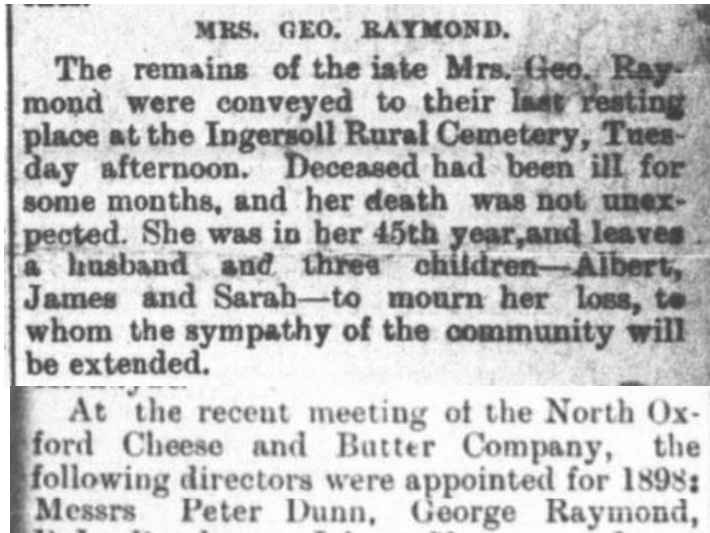 MRS. GEO. RAYMOND.
The remains of the iate Mrs. Geo. Ray-
mond were conveyed to their last resting
place at the Ingersoll Rural Cemetery, Tues-
day afternoon. Deceased had been ill for
some months, and her death was not unex-
pected. She was in her 45th year,and leaves
a husband and three children—Albert,
James and Sarah—to mourn her loss, to
whom the sympathy of the community will
be extended.
At the recent meeting of the North Ox-
ford Cheese and Butter Company, the
following directors were appointed for 1898:
Messrs Peter Dunn, George Raymond,